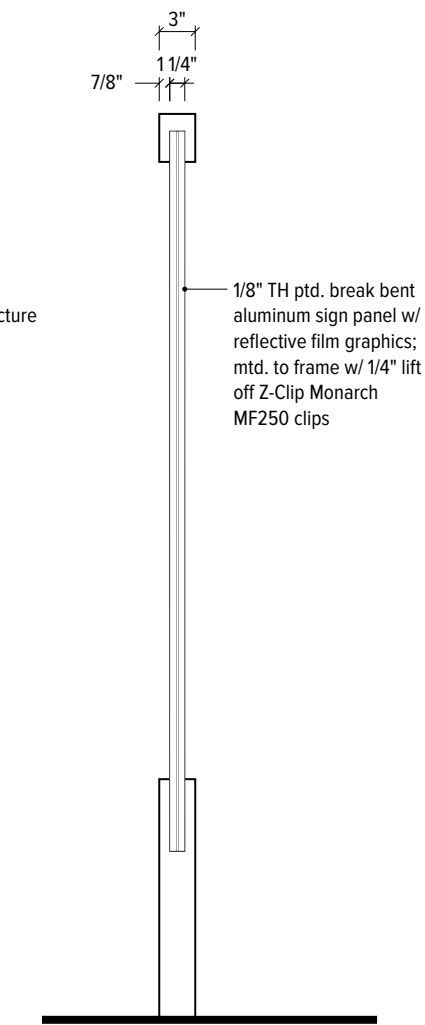 3"
1 1/4"
7/8"
1/8" TH ptd. break bent
aluminum sign panel w/
reflective film graphics;
mtd. to frame w/ 1/4" lift
off Z-Clip Monarch
MF250 clips
cture